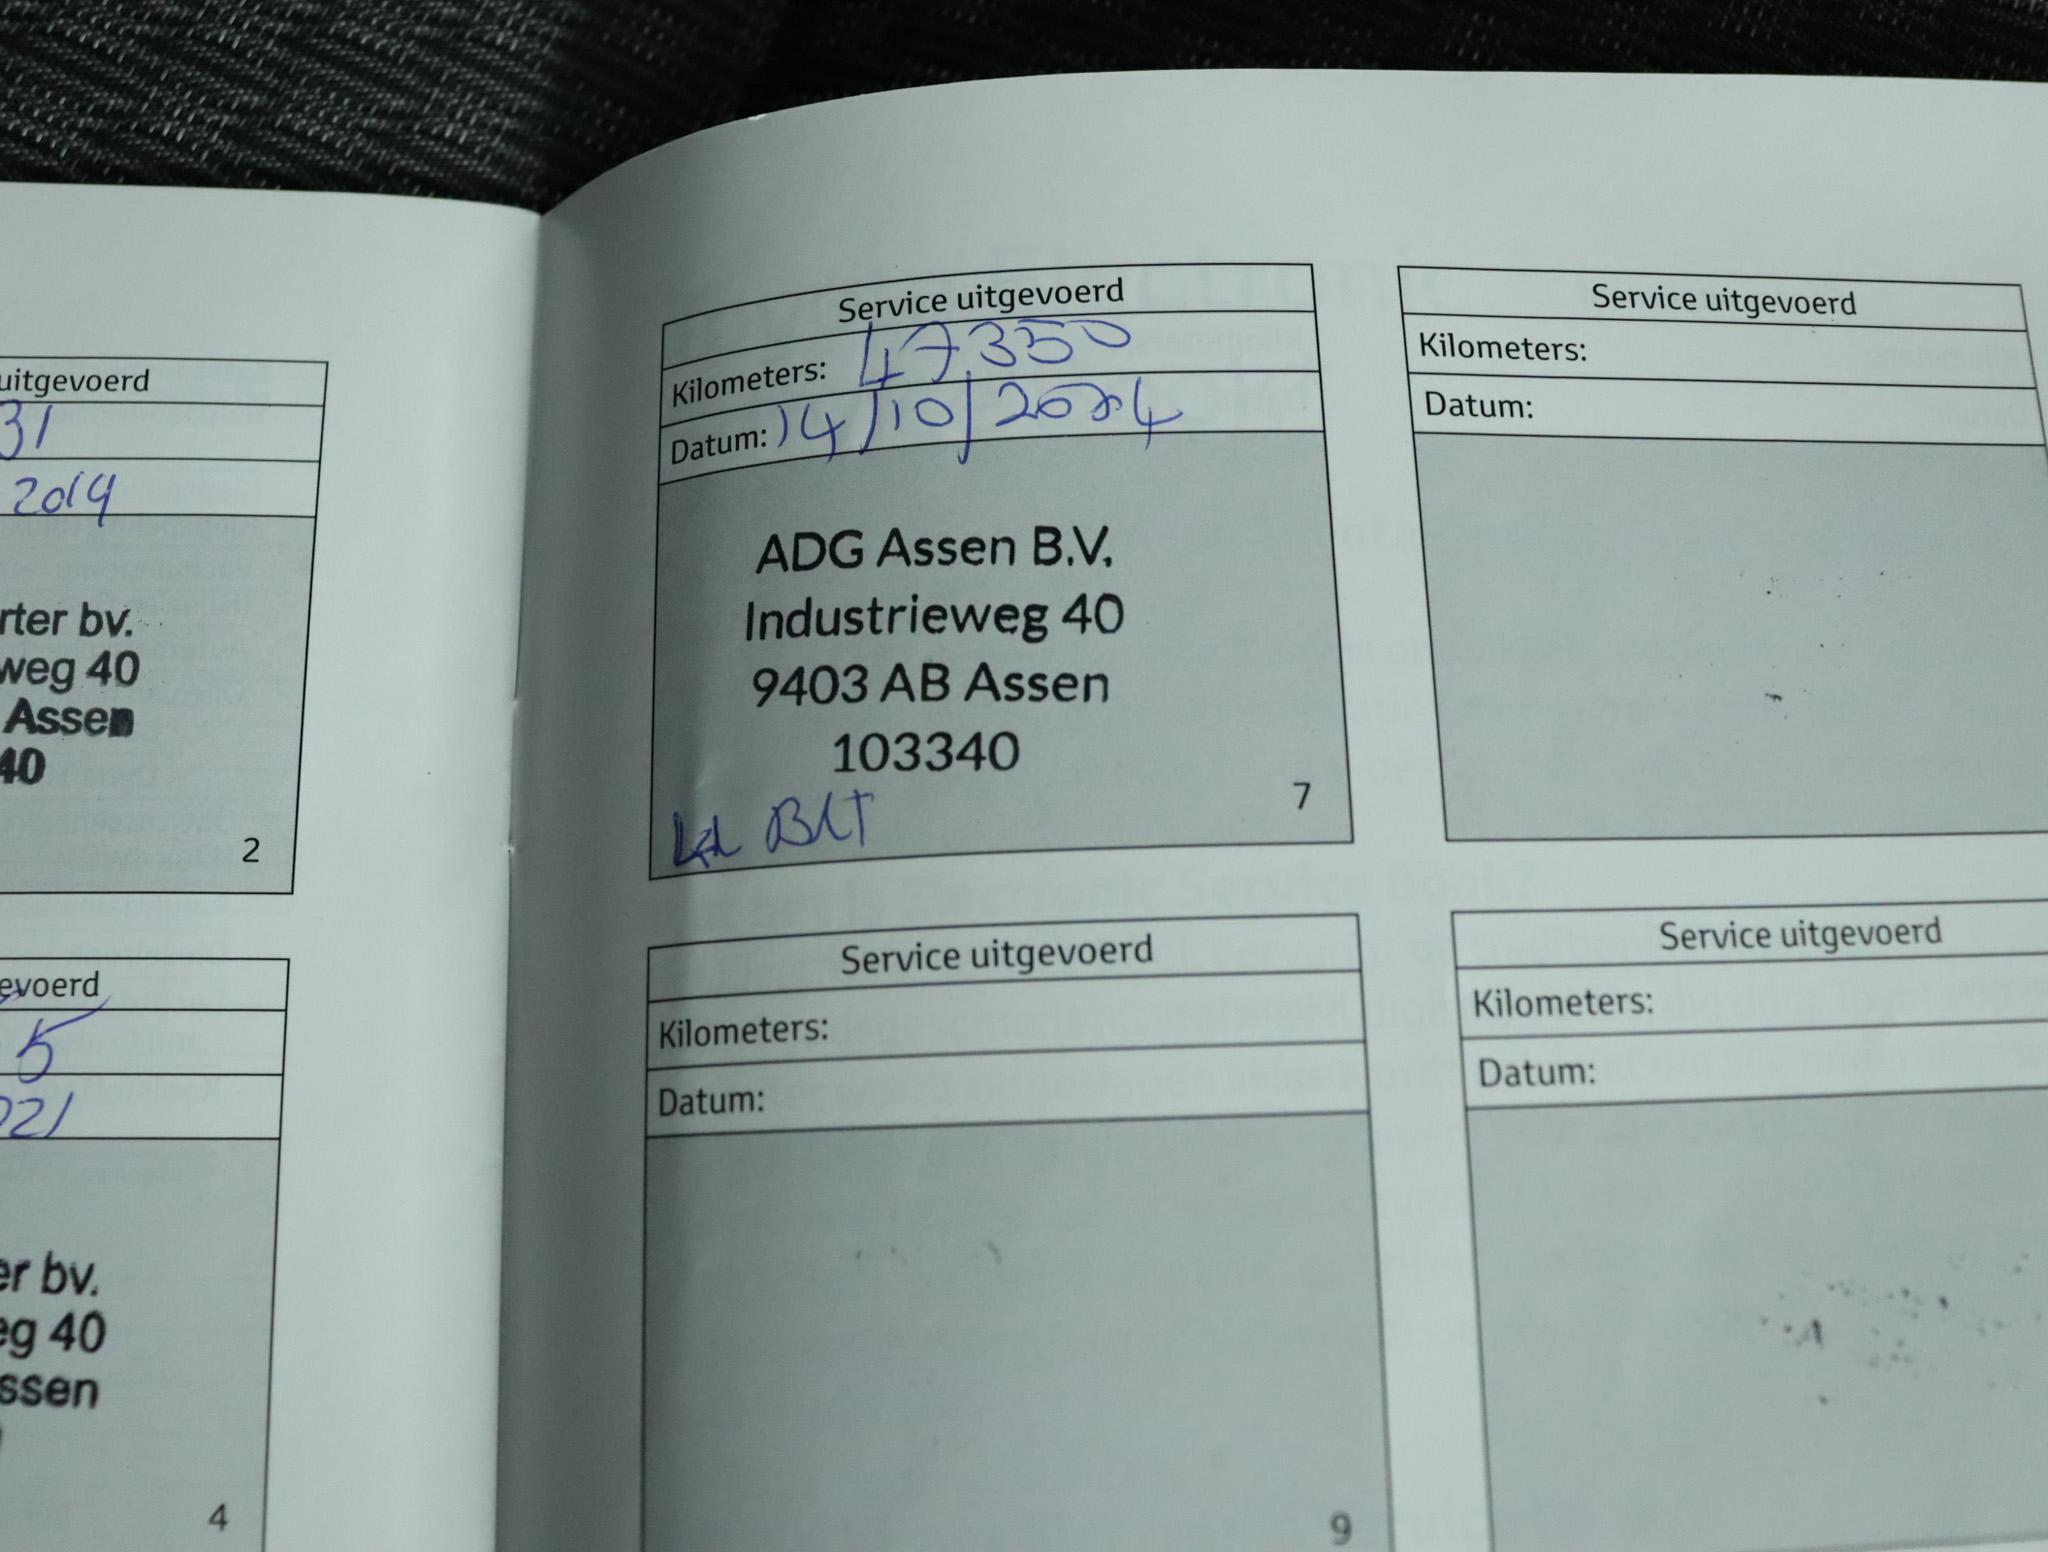 uitgevoerd
31
2019
rter bv.
weg 40
Assen
40
2
evoerd
5
021
er bv.
eg 40
ssen
4
Service uitgevoerd
Kilometers: 47350
Datum: 14/10/2024
ADG Assen B.V.
Industrieweg 40
9403 AB Assen
103340
BLT
7
Service uitgevoerd
Kilometers:
Datum:
Service uitgevoerd
Kilometers:
Datum:
9
Service uitgevoerd
Kilometers:
Datum: